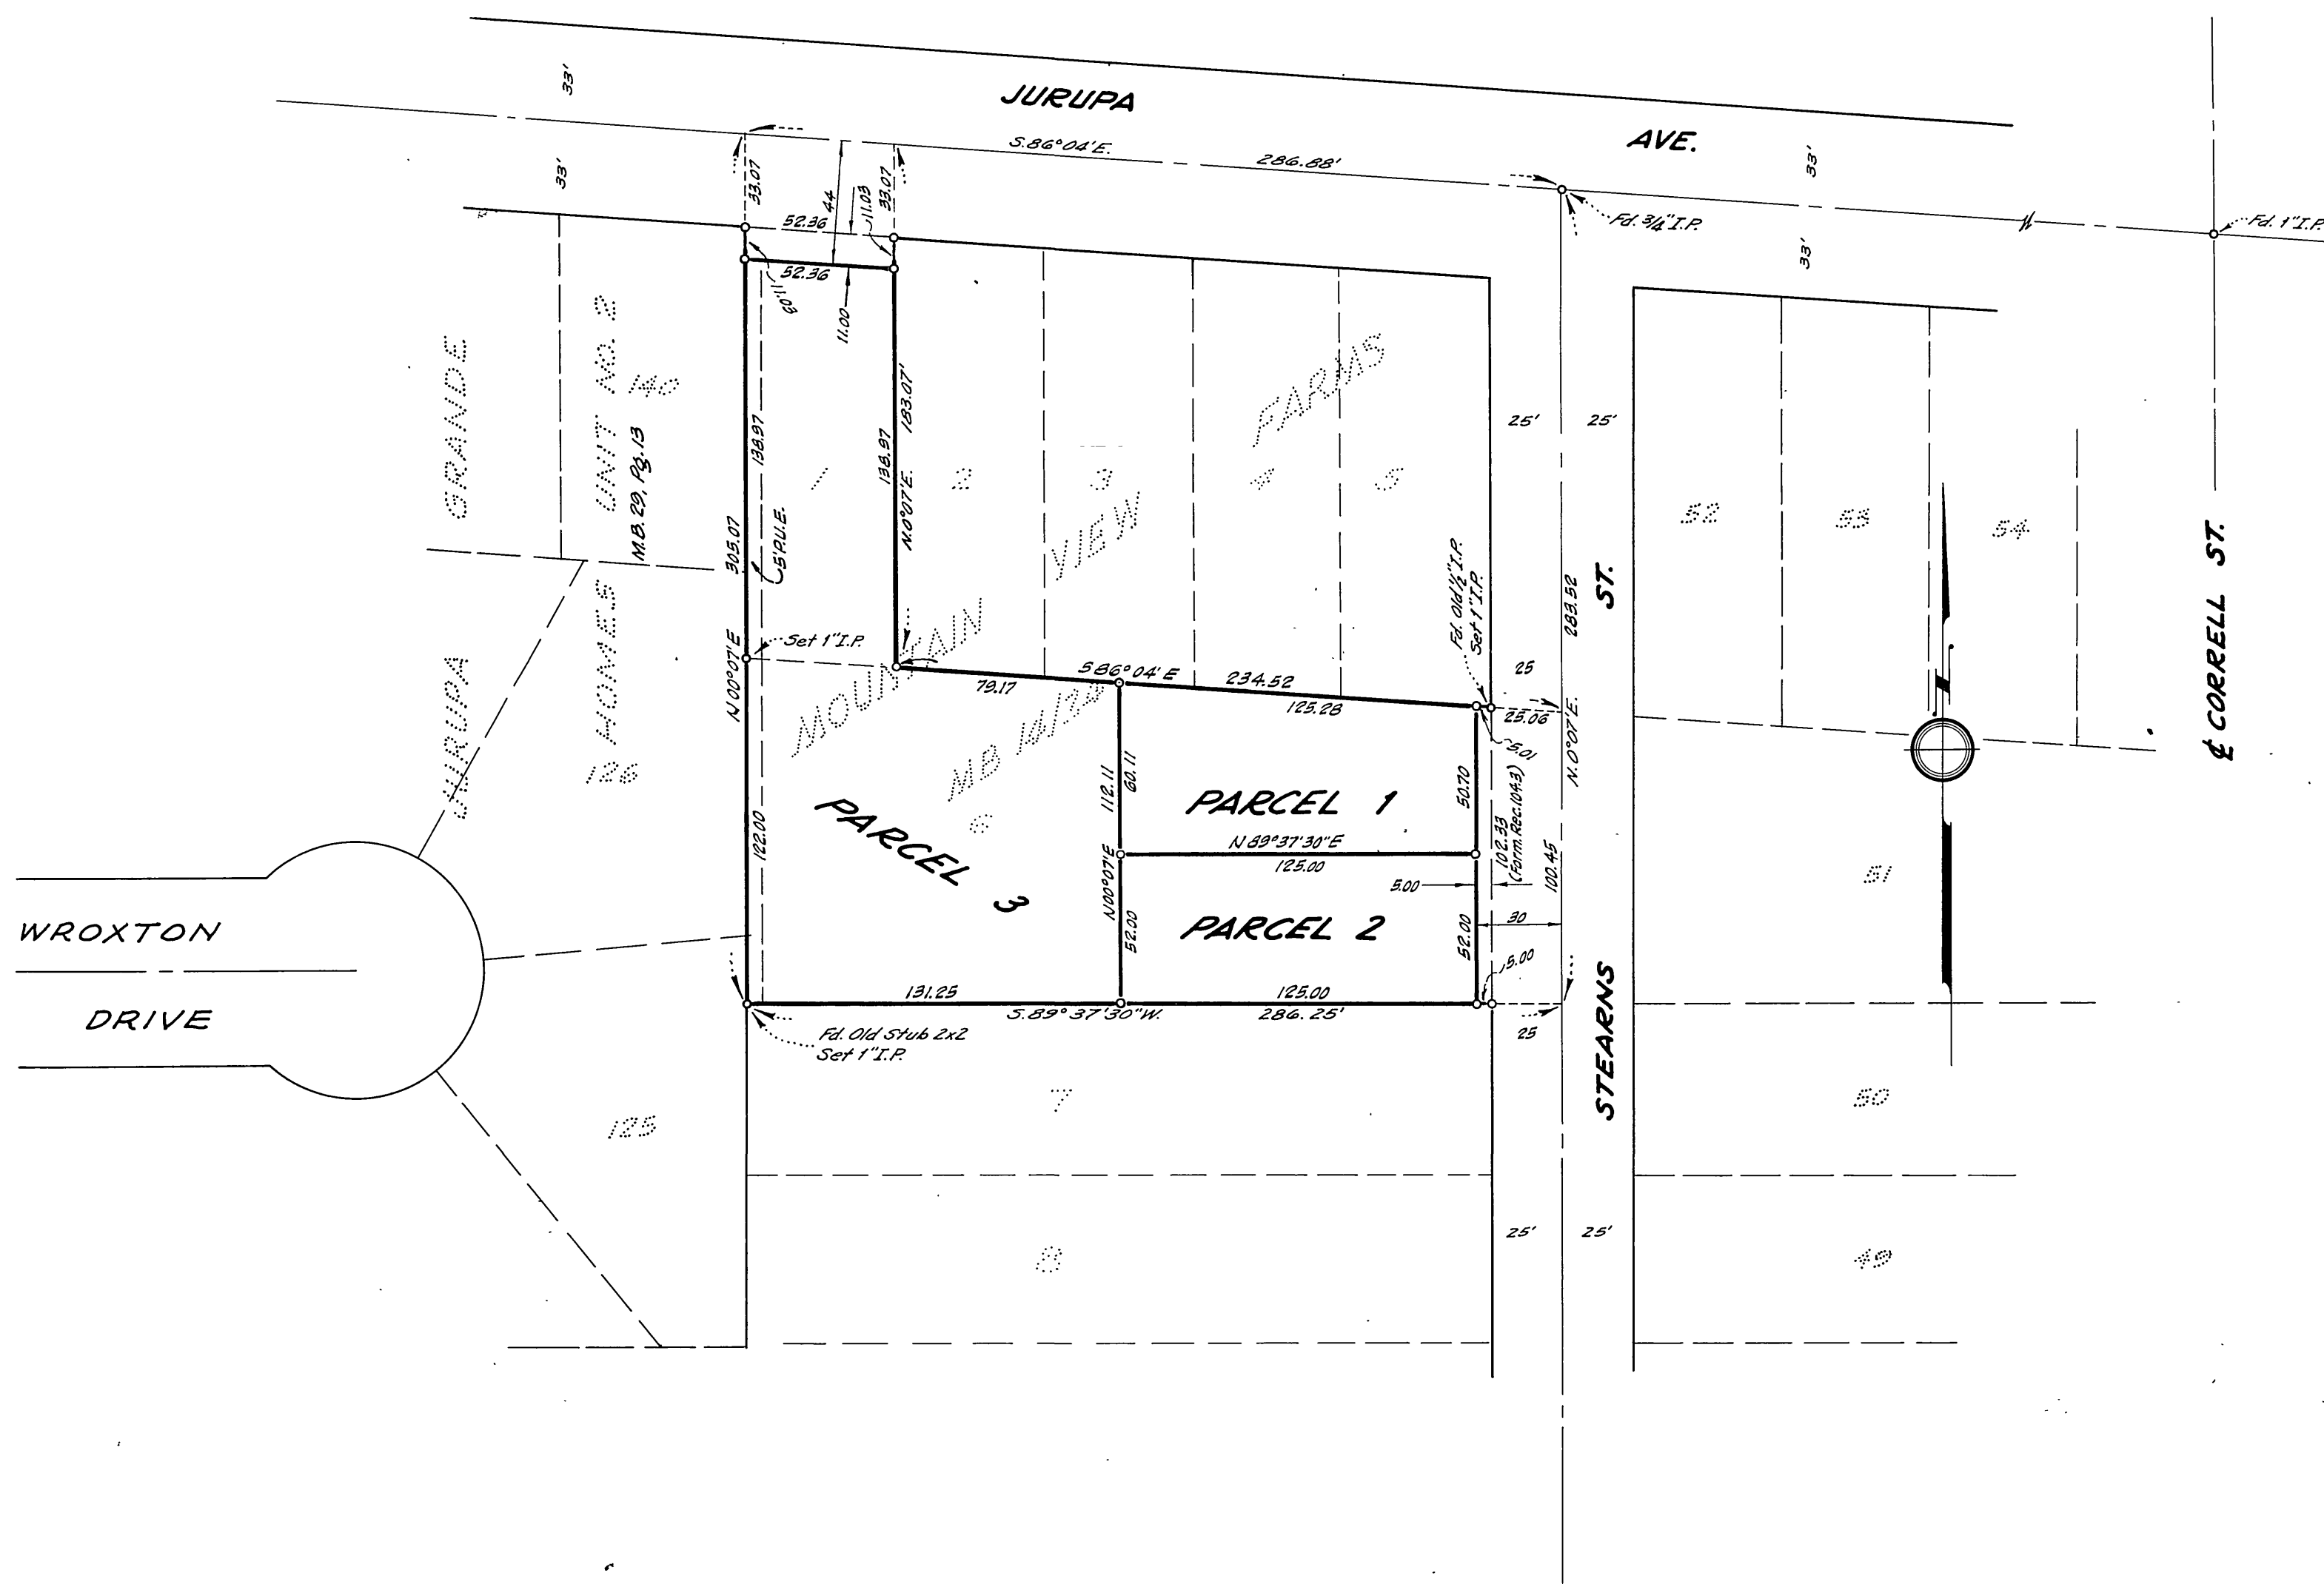 JURUPA
AVE.
33'
33'
S.86°04'E.
286.88'
33'
33'
Fd. 3/4" I.P.
Fd. 1" I.P.
33.07
33.07
44
11.03
52.36
52.36
11.03
11.00
GRANDE
UNIT NO. 2
140
M.B. 29, Pg. 13
138.97
138.97
183.07'
N.0°07'E.
1
2
3
4
5
FARMS
VIEW
MOUNTAIN
25'
25'
52
53
54
305.07
5' P.U.E.
N 00°07'E
Set 1" I.P.
JURUPA
HOMES
126
Fd. Old 1/2" I.P.
Set 1" I.P.
283.52
ST.
STEARNS
₵ CORRELL ST.
S 86°04' E
79.17
234.52
125.28
25
25.06
5.01
N.0°07'E.
6
122.00
112.11
60.11
50.70
PARCEL 1
PARCEL 3
N 89°37'30"E
125.00
102.33
(Form. Rec. 104.3)
100.45
51
N00°07'E
5.00
30
52.00
52.00
PARCEL 2
5.00
WROXTON
DRIVE
131.25
125.00
S.89°37'30"W.
286.25'
25
Fd. Old Stub 2x2
Set 1" I.P.
125
7
50
8
25'
25'
49